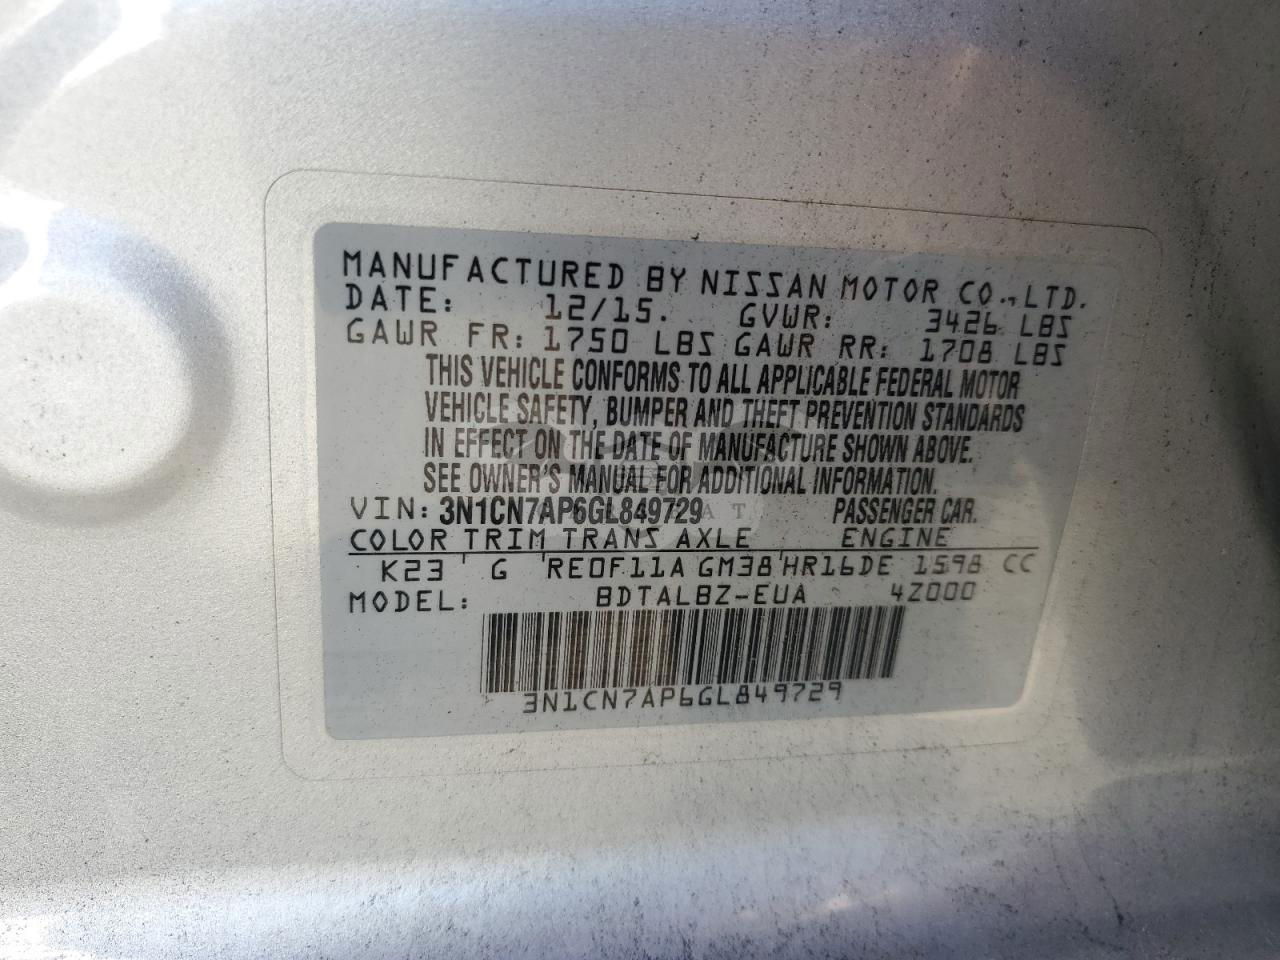 MANUFACTURED BY NISSAN MOTOR CO., LTD.
DATE: 12/15. GVWR: 3426 LBS
GAWR FR: 1750 LBS GAWR RR: 1708 LBS
THIS VEHICLE CONFORMS TO ALL APPLICABLE FEDERAL MOTOR
VEHICLE SAFETY, BUMPER AND THEFT PREVENTION STANDARDS
IN EFFECT ON THE DATE OF MANUFACTURE SHOWN ABOVE.
SEE OWNER'S MANUAL FOR ADDITIONAL INFORMATION.
VIN: 3N1CN7AP6GL849729 PASSENGER CAR.
COLOR TRIM TRANS AXLE ENGINE
K23 G RE0F11A GM38 HR16DE 1598 CC
MODEL: BDTALBZ-EUA 4Z000
3N1CN7AP6GL849729